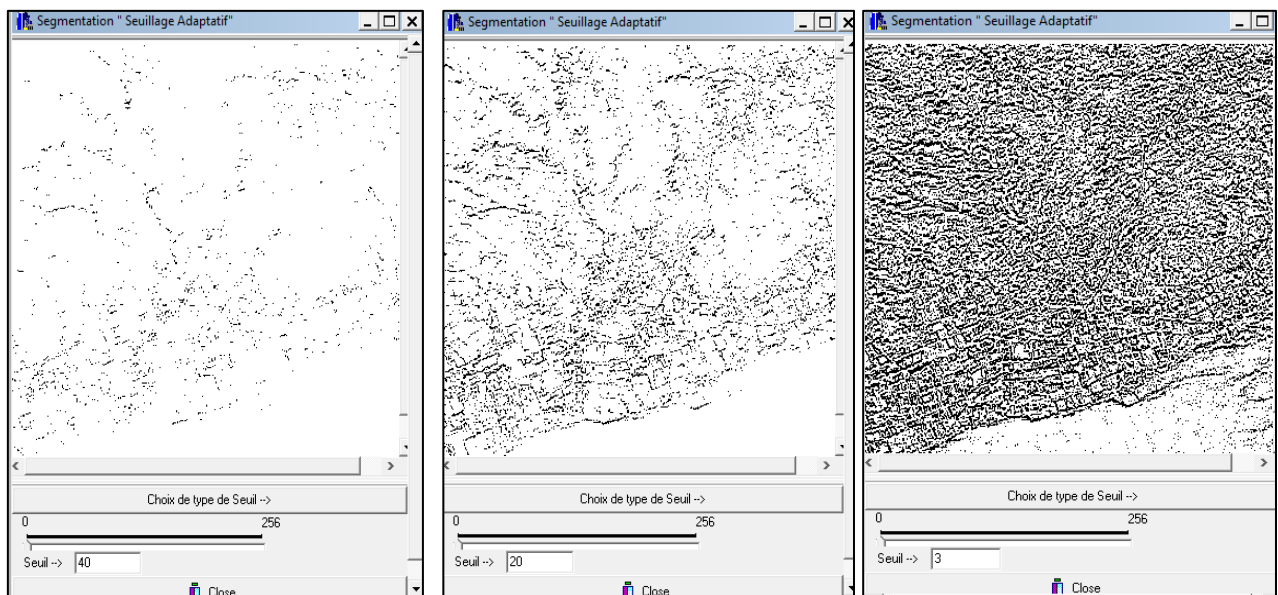 Segmentation " Seuillage Adaptatif"
Choix de type de Seuil -->
0 256
Seuil --> 40
Close
Segmentation " Seuillage Adaptatif"
Choix de type de Seuil -->
0 256
Seuil --> 20
Close
Segmentation " Seuillage Adaptatif"
Choix de type de Seuil -->
0 256
Seuil --> 3
Close